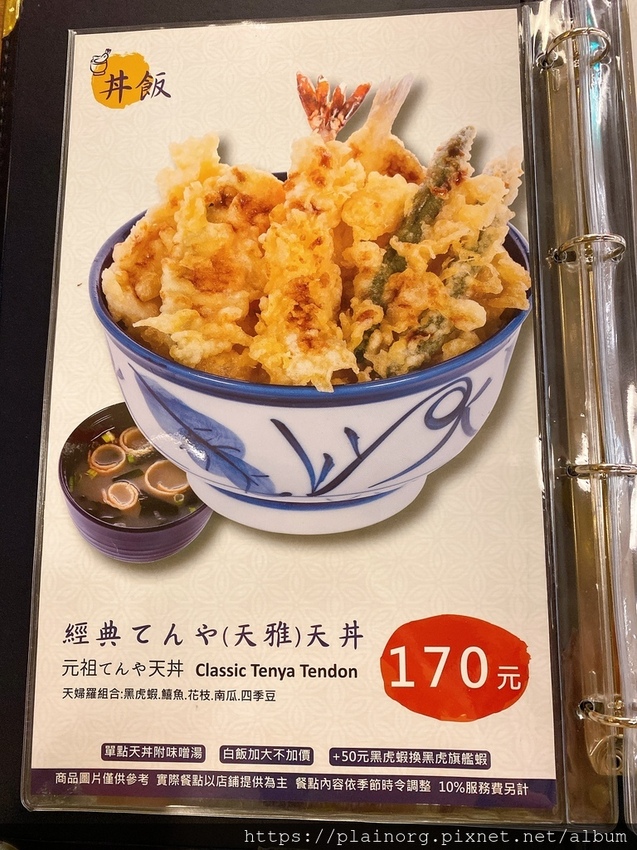 丼飯
經典てんや(天雅)天丼
元祖てんや天丼 Classic Tenya Tendon
170元
天婦羅組合:黑虎蝦.鱚魚.花枝.南瓜.四季豆
單點天丼附味噌湯 白飯加大不加價 +50元黑虎蝦換黑虎旗艦蝦
商品圖片僅供參考 實際餐點以店鋪提供為主 餐點內容依季節時令調整 10%服務費另計
https://plainorg.pixnet.net/album